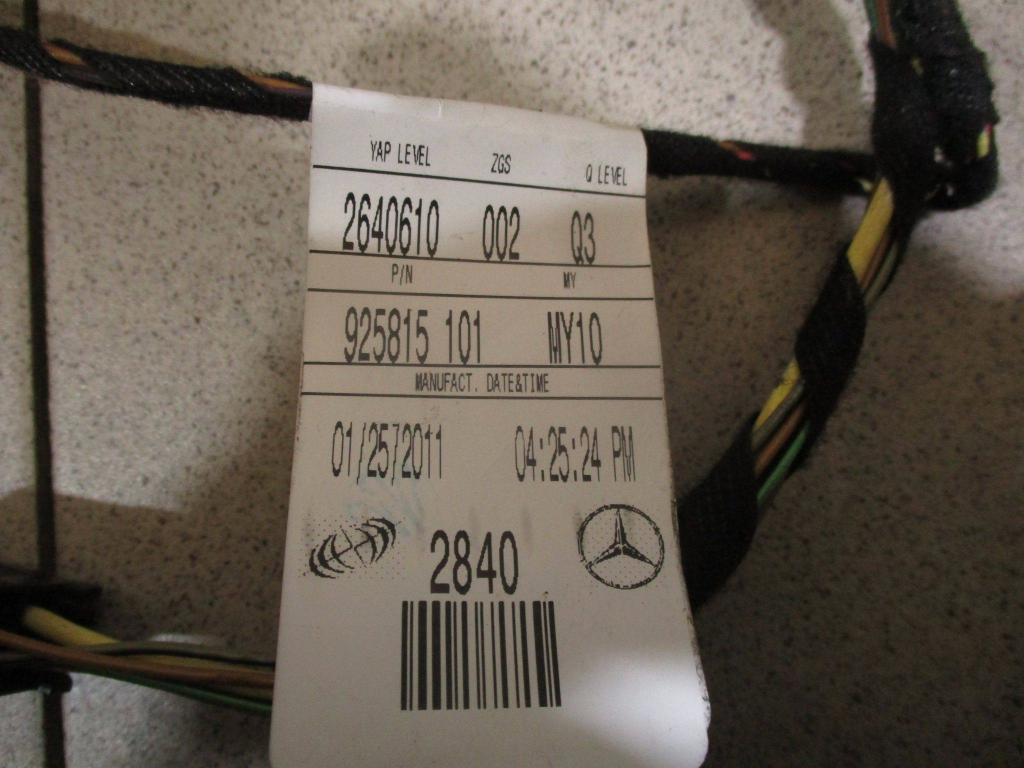 YAP LEVEL ZGS Q LEVEL
2640610 002 Q3
P/N MY
925815 101 MY10
MANUFACT. DATE&TIME
01/25/2011 04:25:24 PM
2840